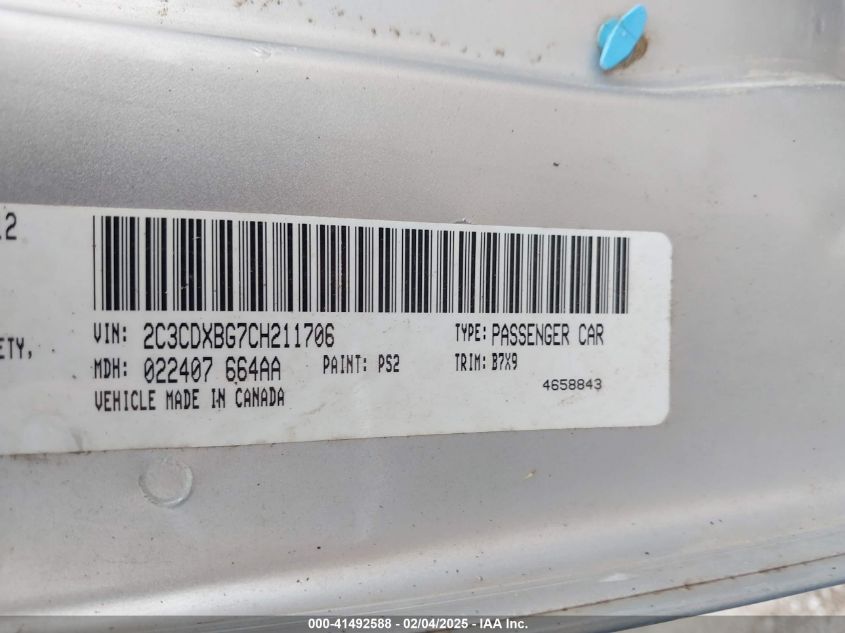 12
VIN: 2C3CDXBG7CH211706 TYPE: PASSENGER CAR
ETY,
MDH: 022407 664AA PAINT: PS2 TRIM: B7X9
4658843
VEHICLE MADE IN CANADA
000-41492588 - 02/04/2025 - IAA Inc.